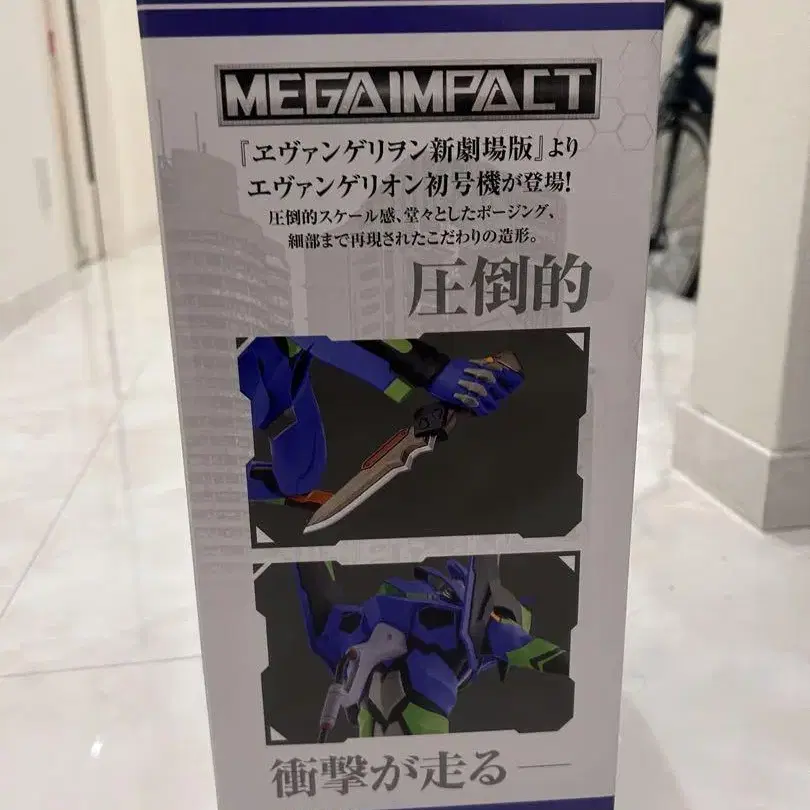 MEGAIMPACT
『ヱヴァンゲリヲン新劇場版』より
エヴァンゲリオン初号機が登場!
圧倒的スケール感、堂々としたポージング、
細部まで再現されたこだわりの造形。
圧倒的
衝撃が走る —